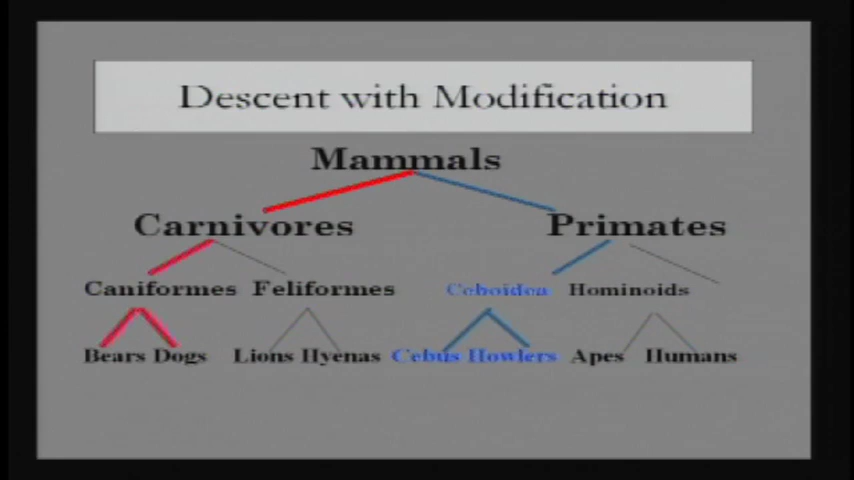 Descent with Modification
Mammals
Carnivores Primates
Caniformes Feliformes Ceboidea Hominoids
Bears Dogs Lions Hyenas Cebus Howlers Apes Humans